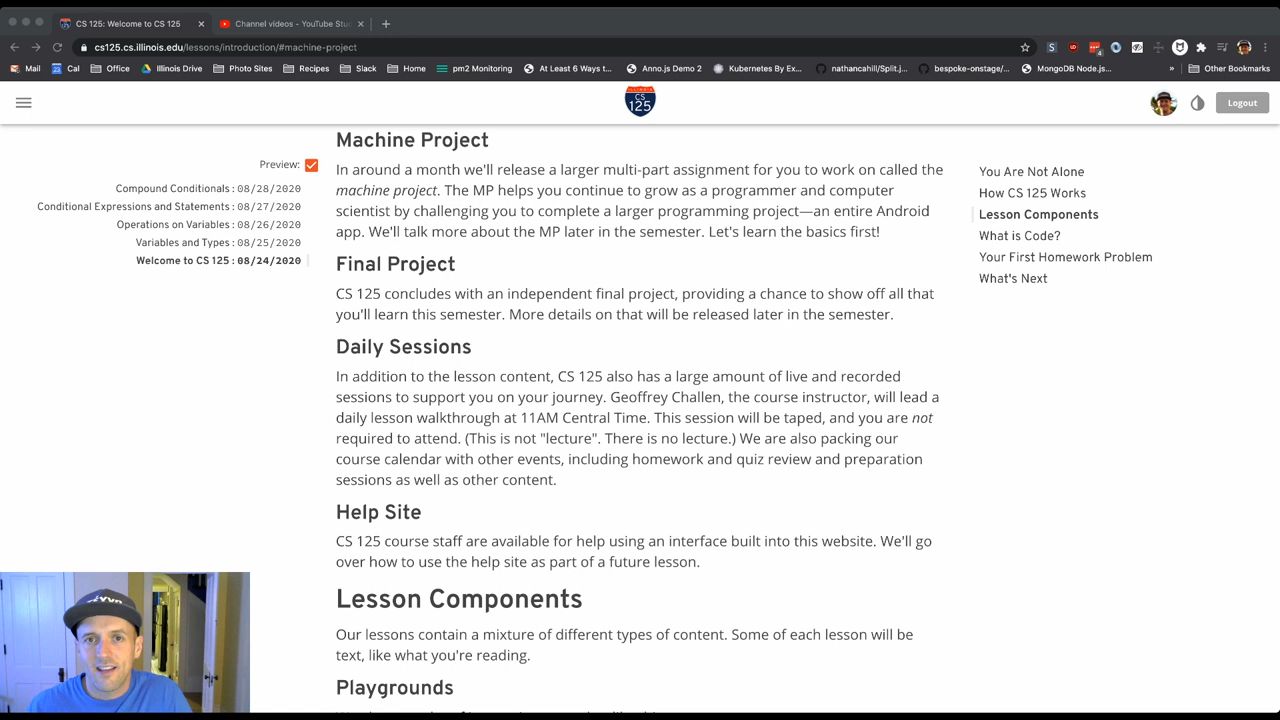 CS 125: Welcome to CS 125
Channel videos - YouTube Stu
cs125.cs.illinois.edu/lessons/introduction/#machine-project
Mail Cal Office Illinois Drive Photo Sites Recipes Slack Home pm2 Monitoring At Least 6 Ways t... Anno.js Demo 2 Kubernetes By Ex... nathancahill/Split.j... bespoke-onstage/... MongoDB Node.js... » Other Bookmarks
ILLINOIS
CS
125
Logout
Preview:
Compound Conditionals : 08/28/2020
Conditional Expressions and Statements : 08/27/2020
Operations on Variables : 08/26/2020
Variables and Types : 08/25/2020
Welcome to CS 125 : 08/24/2020
Machine Project
In around a month we'll release a larger multi-part assignment for you to work on called the
machine project. The MP helps you continue to grow as a programmer and computer
scientist by challenging you to complete a larger programming project—an entire Android
app. We'll talk more about the MP later in the semester. Let's learn the basics first!
Final Project
CS 125 concludes with an independent final project, providing a chance to show off all that
you'll learn this semester. More details on that will be released later in the semester.
Daily Sessions
In addition to the lesson content, CS 125 also has a large amount of live and recorded
sessions to support you on your journey. Geoffrey Challen, the course instructor, will lead a
daily lesson walkthrough at 11AM Central Time. This session will be taped, and you are not
required to attend. (This is not "lecture". There is no lecture.) We are also packing our
course calendar with other events, including homework and quiz review and preparation
sessions as well as other content.
Help Site
CS 125 course staff are available for help using an interface built into this website. We'll go
over how to use the help site as part of a future lesson.
Lesson Components
Our lessons contain a mixture of different types of content. Some of each lesson will be
text, like what you're reading.
Playgrounds
You Are Not Alone
How CS 125 Works
Lesson Components
What is Code?
Your First Homework Problem
What's Next